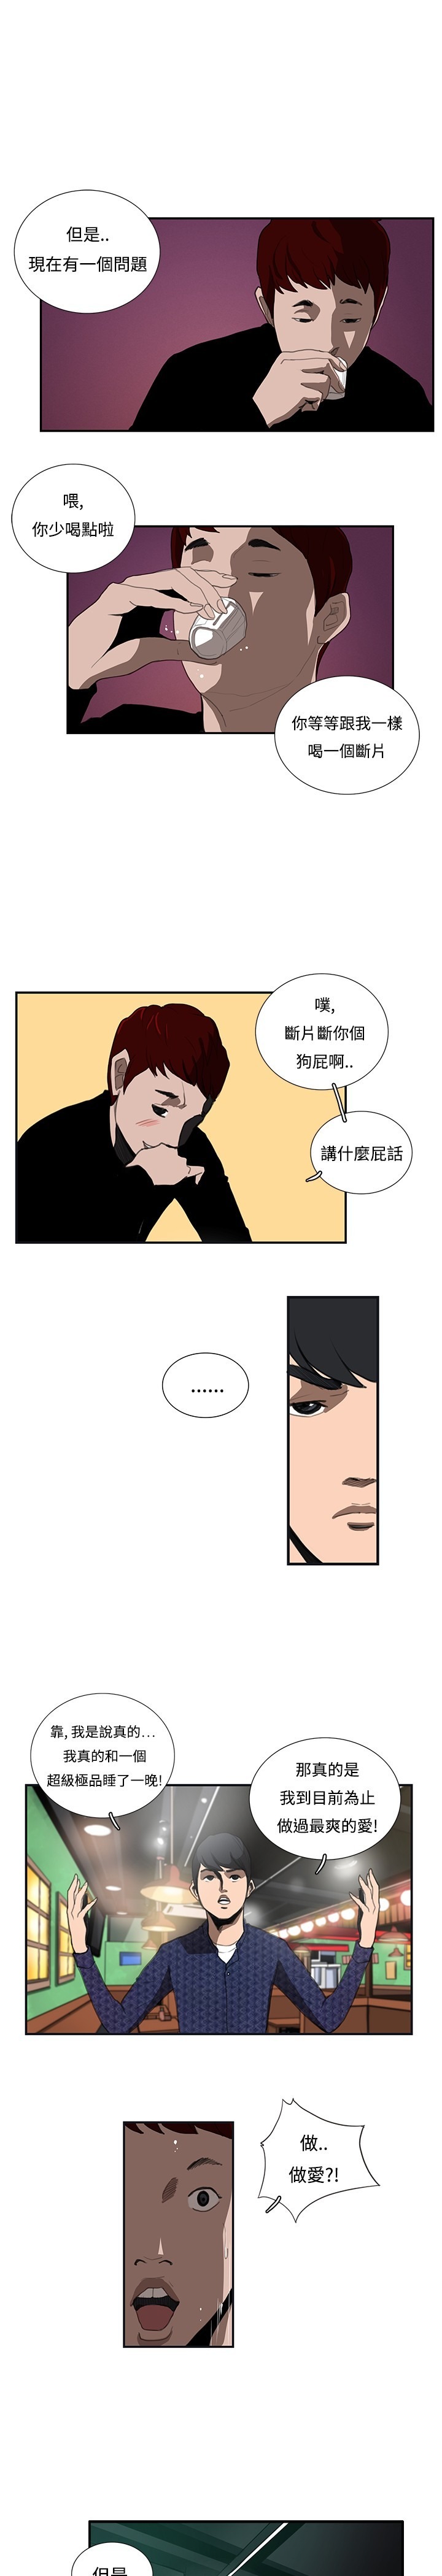 但是..
現在有一個問題
喂,
你少喝點啦
你等等跟我一樣
喝一個斷片
噗,
斷片斷你個
狗屁啊..
講什麼屁話
......
靠, 我是說真的...
我真的和一個
超級極品睡了一晚!
那真的是
我到目前為止
做過最爽的愛!
做..
做愛?!
但是